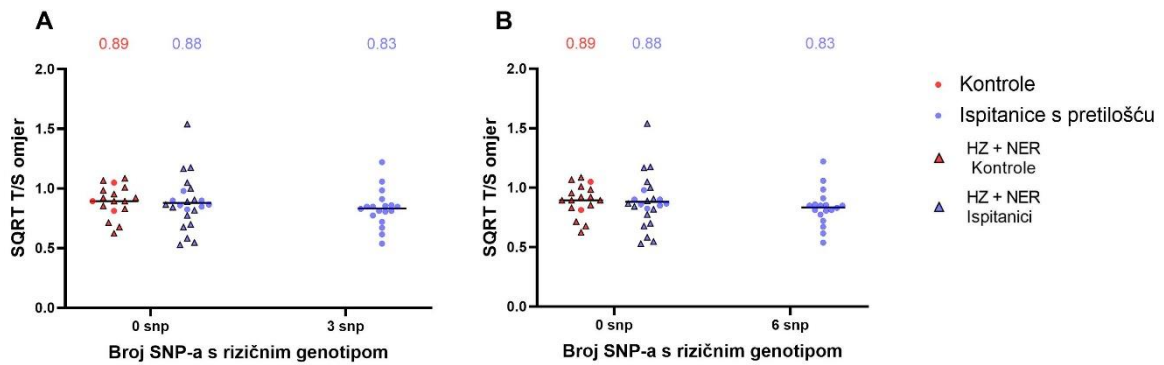 A
0.89 0.88 0.83
SQRT T/S omjer
2.0
1.5
1.0
0.5
0.0
0 snp 3 snp
Broj SNP-a s rizičnim genotipom
B
0.89 0.88 0.83
SQRT T/S omjer
2.0
1.5
1.0
0.5
0.0
0 snp 6 snp
Broj SNP-a s rizičnim genotipom
Kontrole
Ispitanice s pretilošću
HZ + NER
Kontrole
HZ + NER
Ispitanici